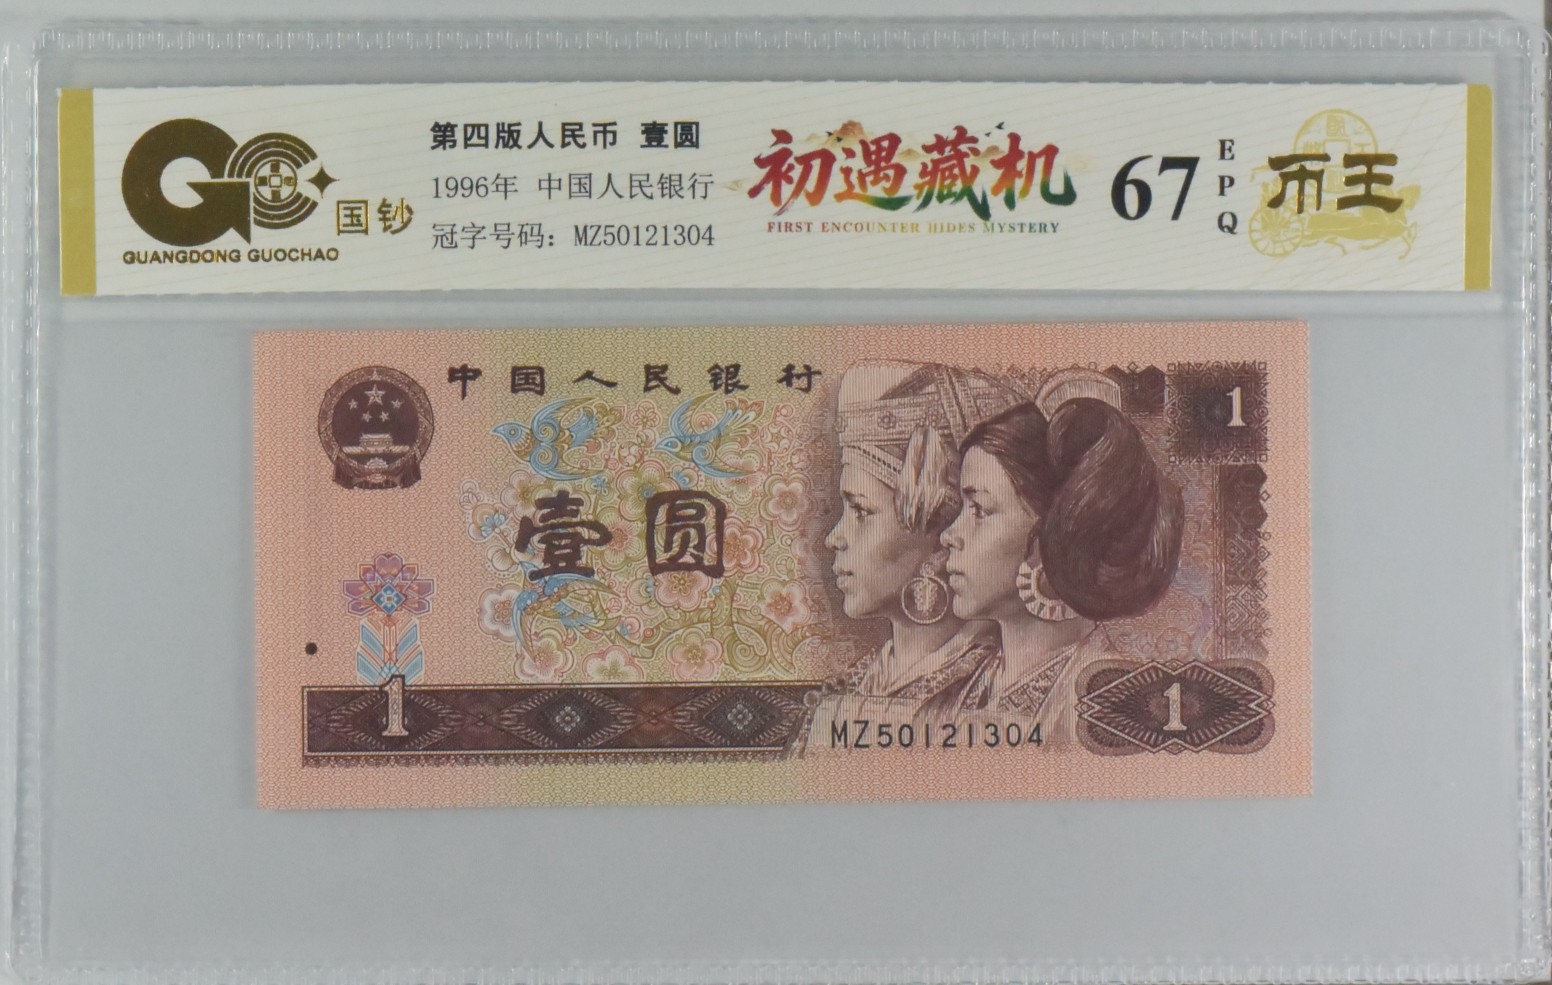 第四版人民币 壹圆
1996年 中国人民银行
冠字号码：MZ50121304
国钞
GUANGDONG GUOCHAO
初遇藏机
FIRST ENCOUNTER HIDES MYSTERY
67
EPQ
币王
中国人民银行
1
壹圆
1
MZ50121304
1